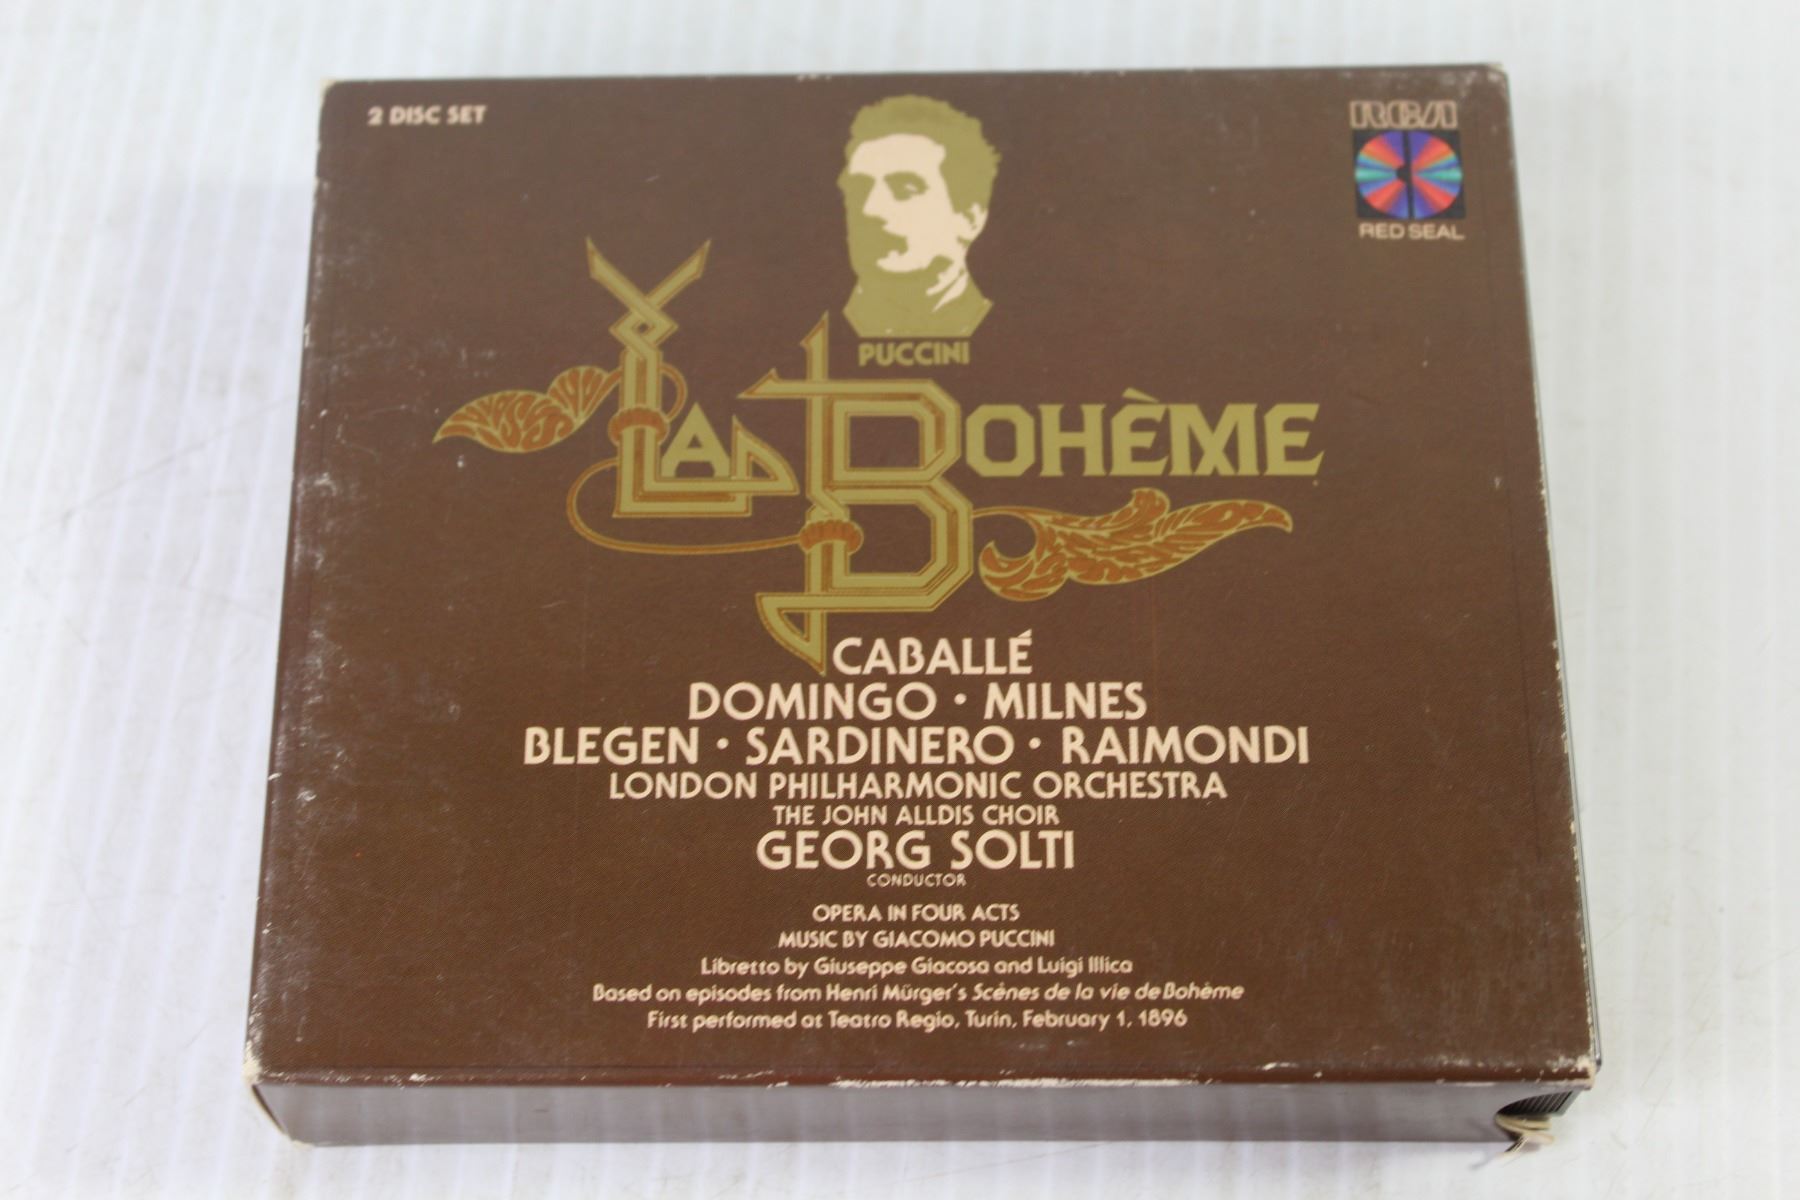 2 DISC SET
RCA
RED SEAL
PUCCINI
LA BOHÈME
CABALLÉ
DOMINGO · MILNES
BLEGEN · SARDINERO · RAIMONDI
LONDON PHILHARMONIC ORCHESTRA
THE JOHN ALLDIS CHOIR
GEORG SOLTI
CONDUCTOR
OPERA IN FOUR ACTS
MUSIC BY GIACOMO PUCCINI
Libretto by Giuseppe Giacosa and Luigi Illica
Based on episodes from Henri Mürger's Scènes de la vie de Bohème
First performed at Teatro Regio, Turin, February 1, 1896